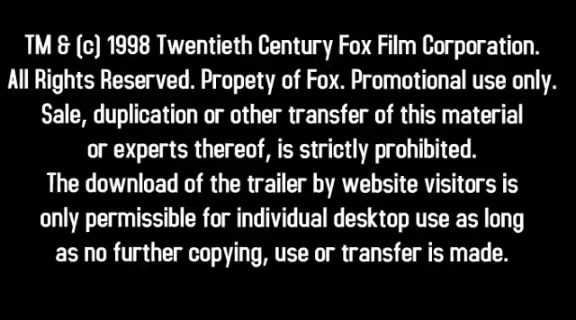 TM & (c) 1998 Twentieth Century Fox Film Corporation.
All Rights Reserved. Propety of Fox. Promotional use only.
Sale, duplication or other transfer of this material
or experts thereof, is strictly prohibited.
The download of the trailer by website visitors is
only permissible for individual desktop use as long
as no further copying, use or transfer is made.